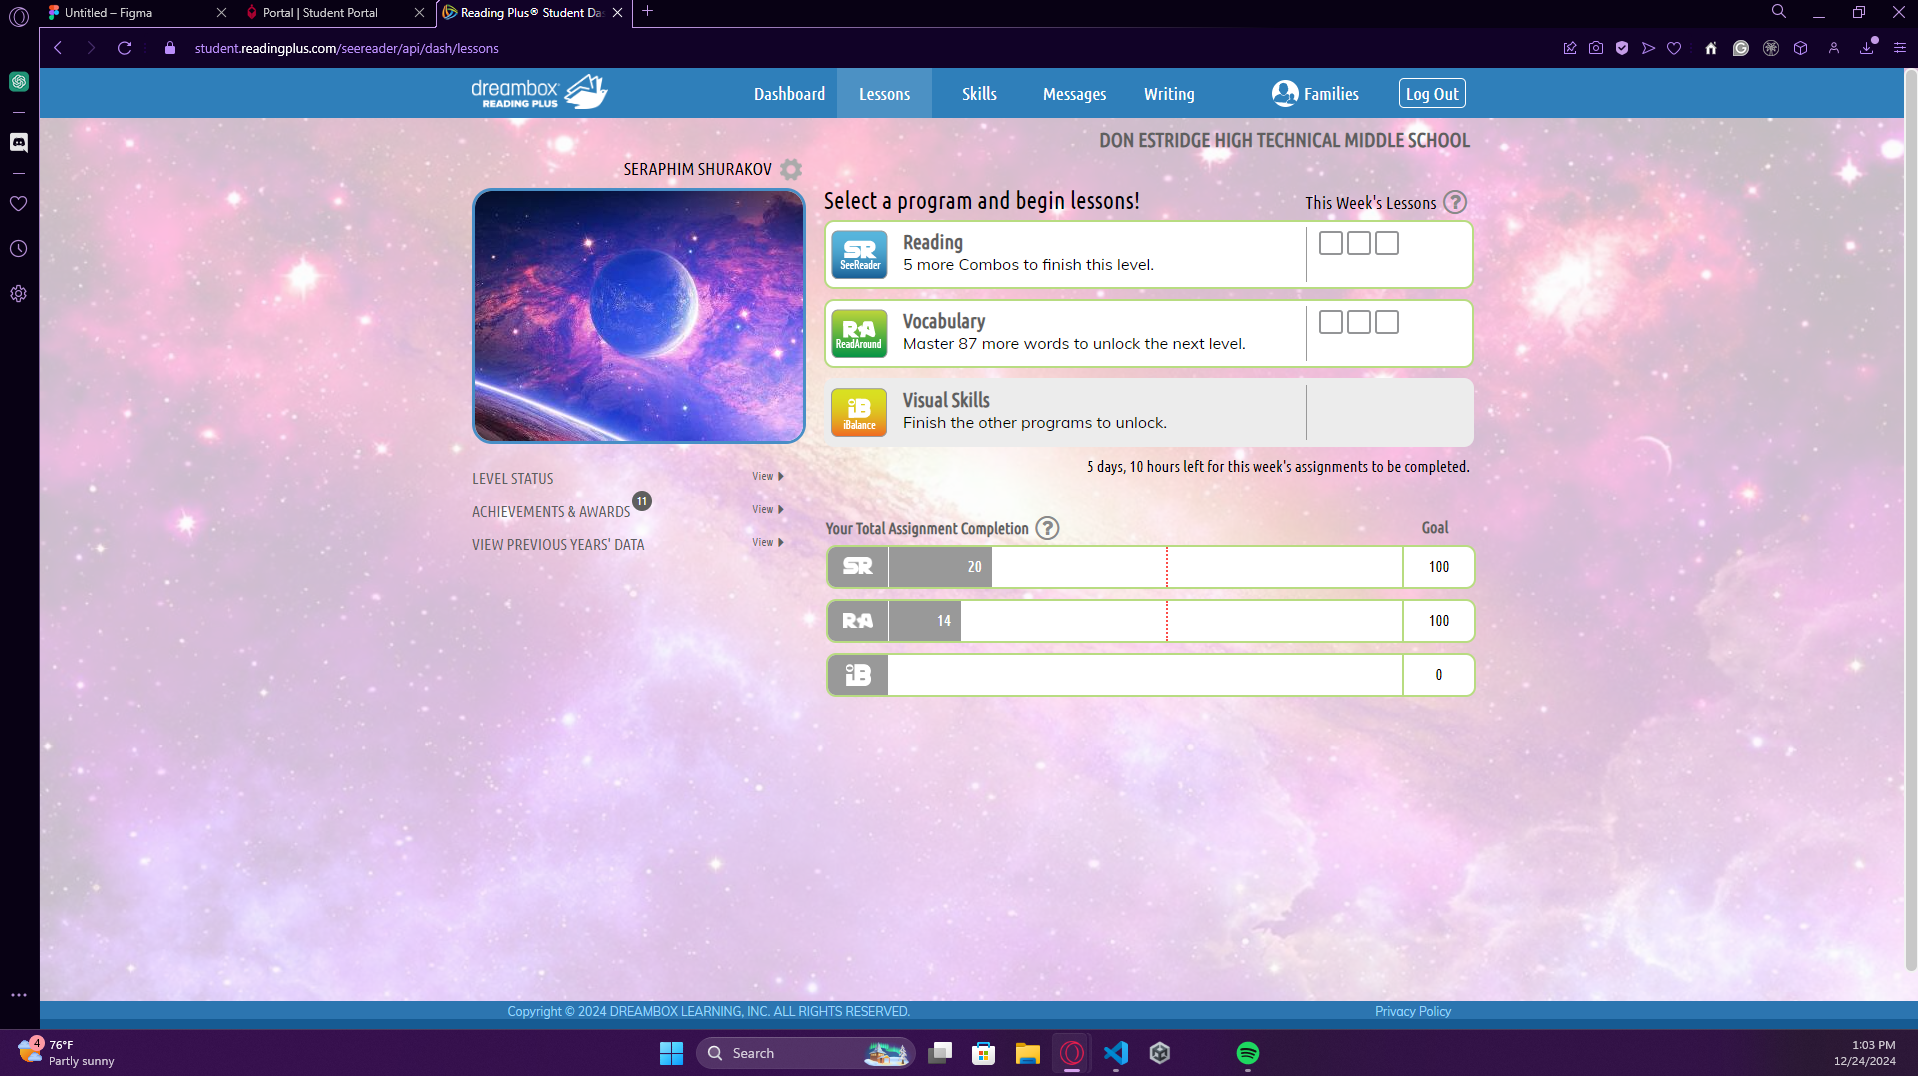 Untitled – Figma
Portal | Student Portal
Reading Plus® Student Da
student.readingplus.com/seereader/api/dash/lessons
dreambox
READING PLUS
Dashboard
Lessons
Skills
Messages
Writing
Families
Log Out
DON ESTRIDGE HIGH TECHNICAL MIDDLE SCHOOL
SERAPHIM SHURAKOV
Select a program and begin lessons!
This Week's Lessons ?
SR
SeeReader
Reading
5 more Combos to finish this level.
RA
ReadAround
Vocabulary
Master 87 more words to unlock the next level.
iB
iBalance
Visual Skills
Finish the other programs to unlock.
5 days, 10 hours left for this week's assignments to be completed.
LEVEL STATUS
View
ACHIEVEMENTS & AWARDS
11
View
VIEW PREVIOUS YEARS' DATA
View
Your Total Assignment Completion ?
Goal
SR
20
100
RA
14
100
iB
0
Copyright © 2024 DREAMBOX LEARNING, INC. ALL RIGHTS RESERVED.
Privacy Policy
4
76°F
Partly sunny
Search
1:03 PM
12/24/2024